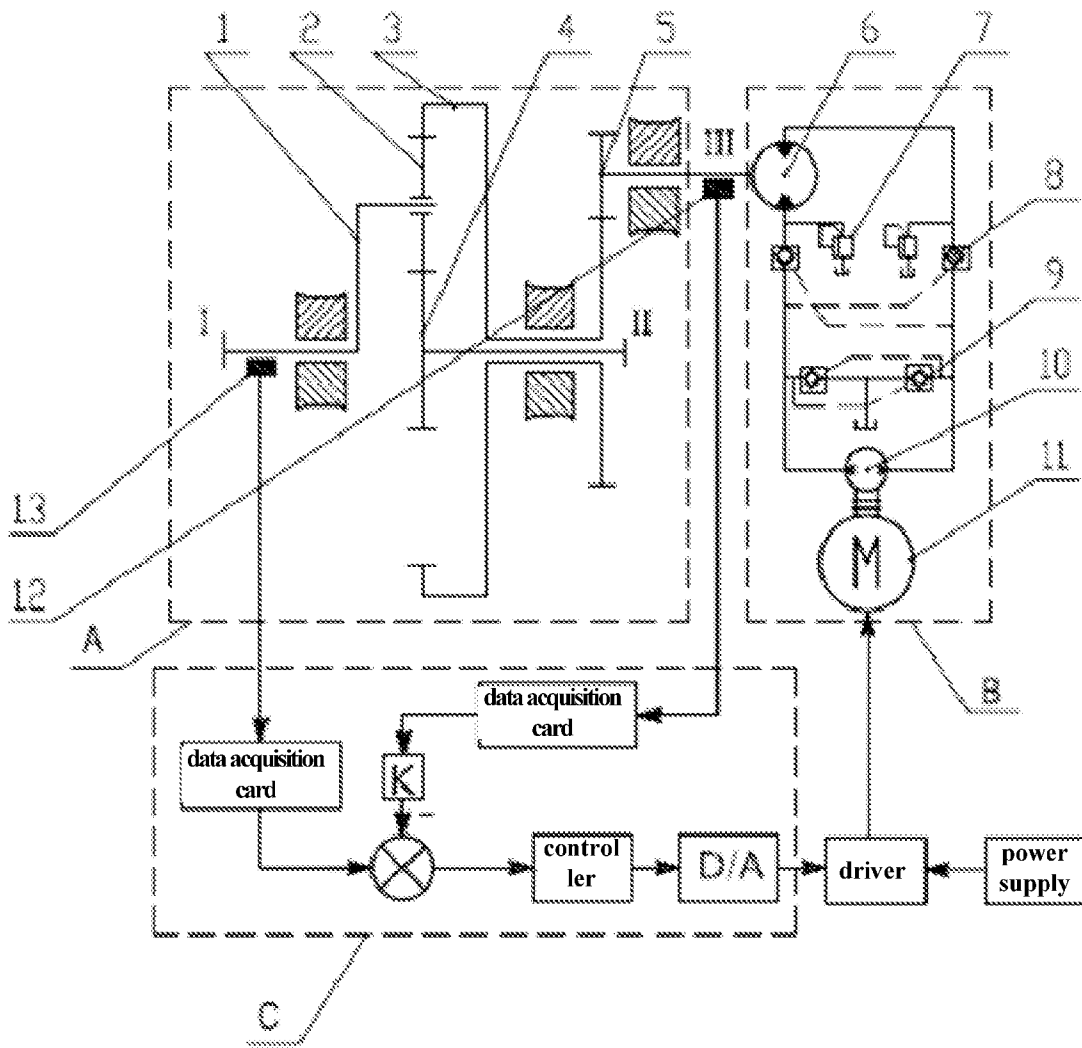 1 2 3 4 5 6 7
8
9
10
11
I II III
13
12
A
B
M
data acquisition
card
data acquisition
card
K
-
control
ler
D/A
driver
power
supply
C